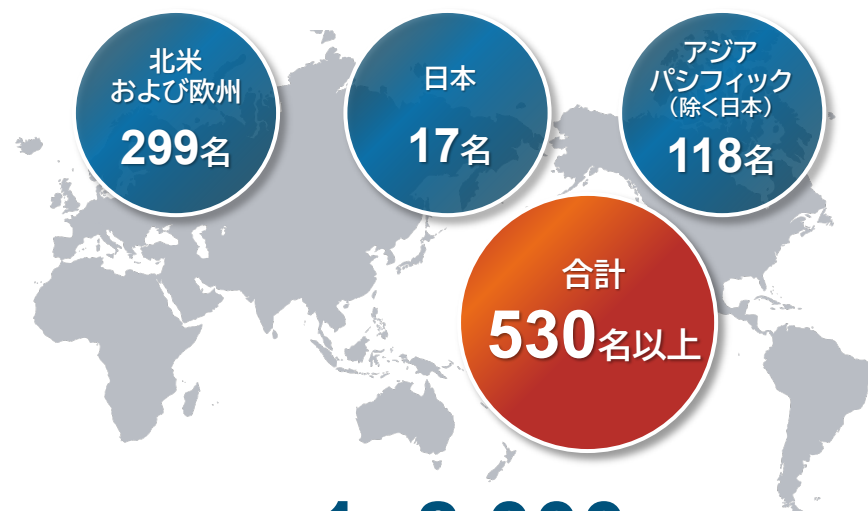 北米
および欧州
299名
日本
17名
アジア
パシフィック
（除く日本）
118名
合計
530名以上